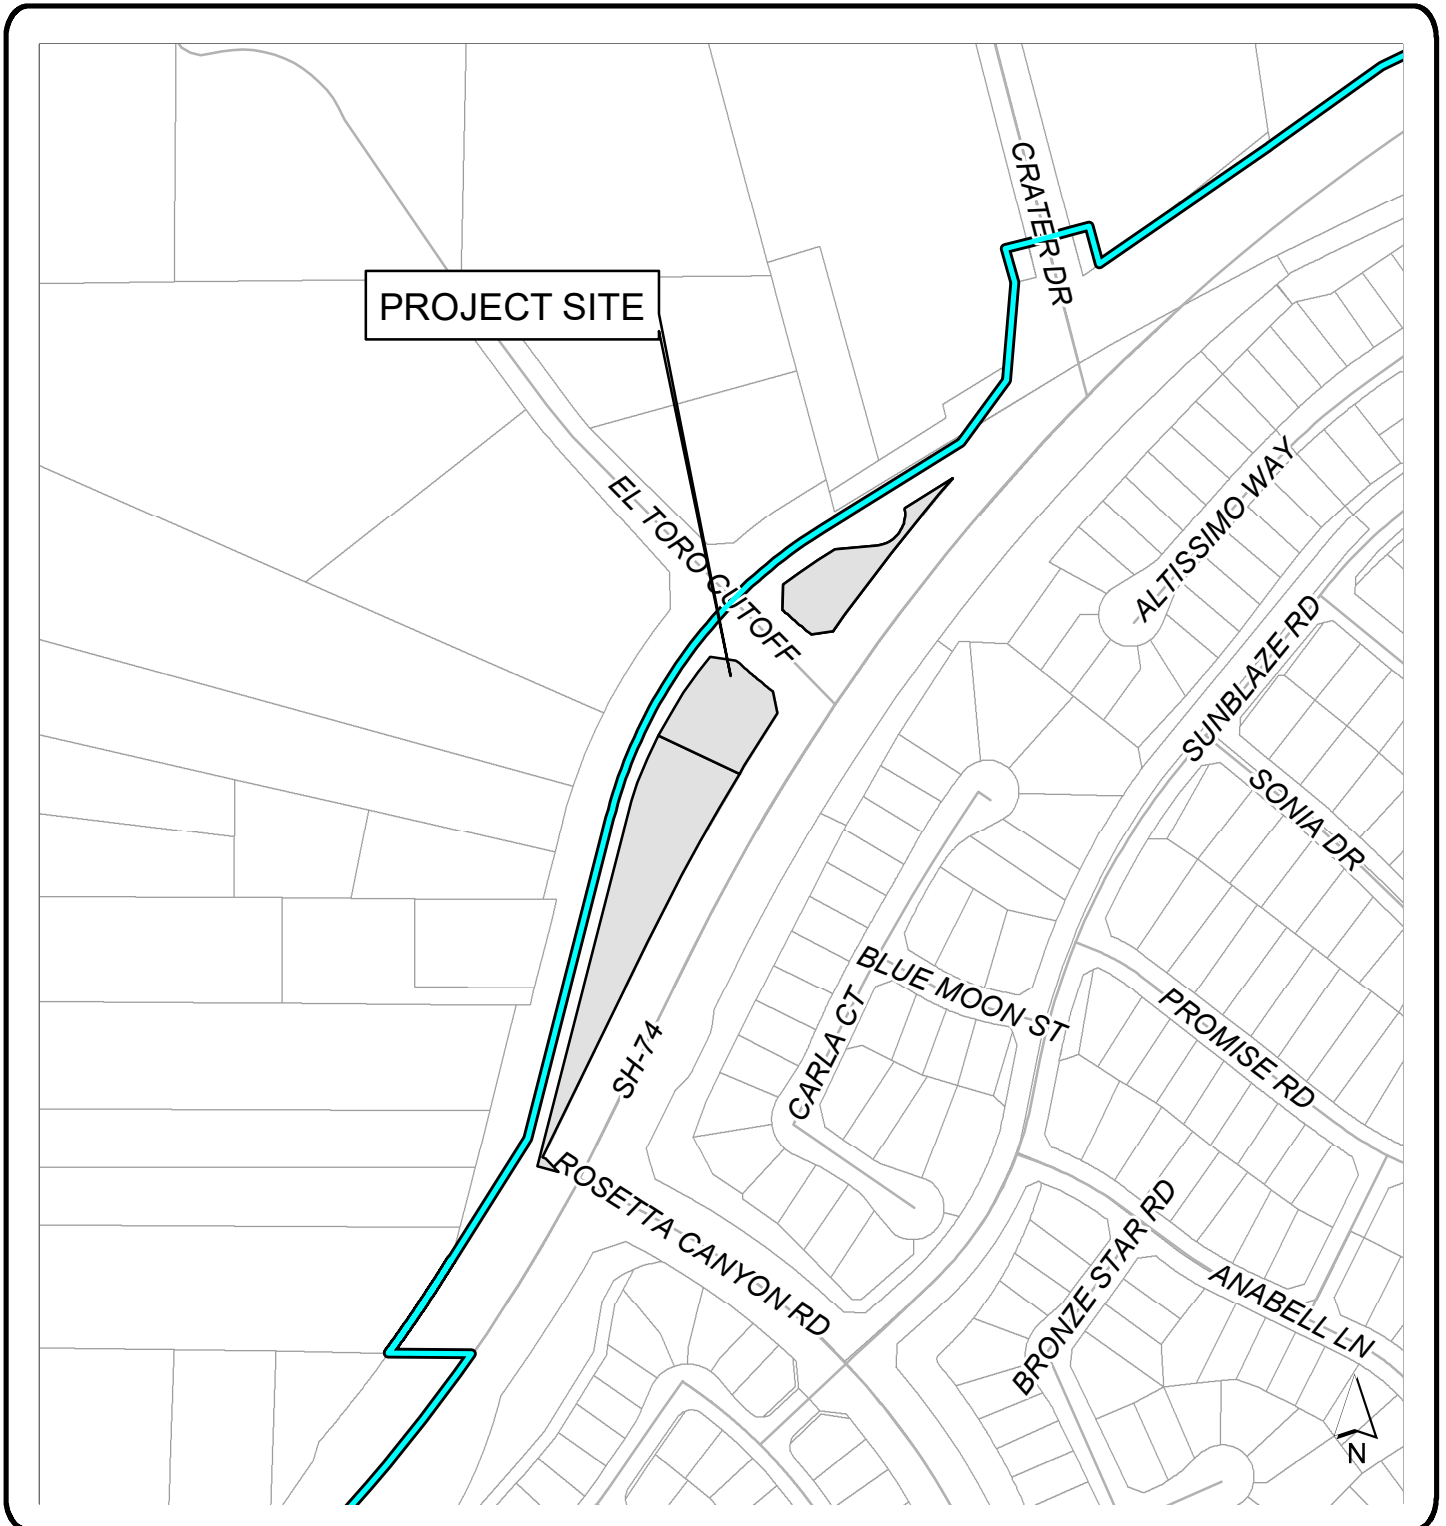 CRATER DR
PROJECT SITE
EL TORO CUTOFF
ALTISSIMO WAY
SUNBLAZE RD
SONIA DR
BLUE MOON ST
CARLA CT
PROMISE RD
SH-74
ROSETTA CANYON RD
BRONZE STAR RD
ANABELL LN
N